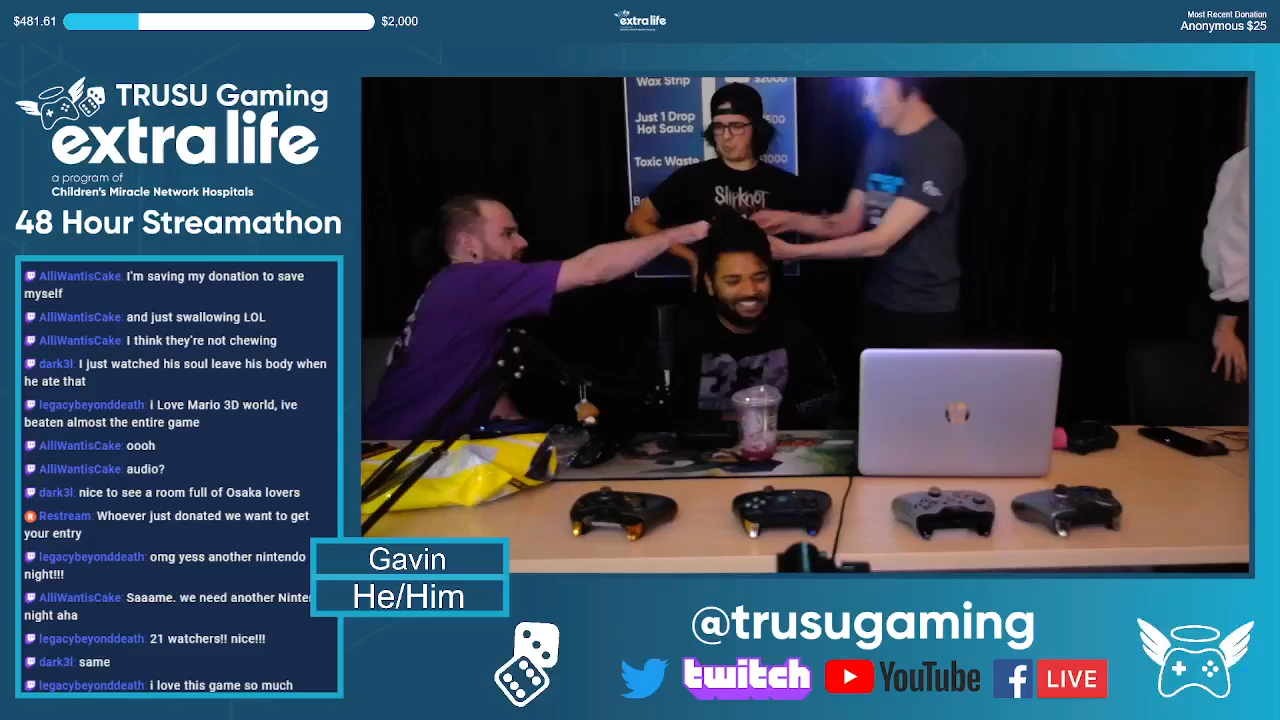 $481.61
$2,000
extra life
Most Recent Donation
Anonymous $25
TRUSU Gaming
extra life
a program of
Children's Miracle Network Hospitals
48 Hour Streamathon
AlliWantisCake: I'm saving my donation to save
myself
AlliWantisCake: and just swallowing LOL
AlliWantisCake: I think they're not chewing
dark3l: I just watched his soul leave his body when
he ate that
legacybeyonddeath: i Love Mario 3D world, ive
beaten almost the entire game
AlliWantisCake: oooh
AlliWantisCake: audio?
dark3l: nice to see a room full of Osaka lovers
Restream: Whoever just donated we want to get
your entry
legacybeyonddeath: omg yess another nintendo
night!!!
AlliWantisCake: Saaame. we need another Ninte
night aha
legacybeyonddeath: 21 watchers!! nice!!!
dark3l: same
legacybeyonddeath: i love this game so much
Wax Strip
$2000
Just 1 Drop
Hot Sauce
500
Toxic Waste
1000
Slipknot
hp
Gavin
He/Him
@trusugaming
twitch
YouTube
f LIVE